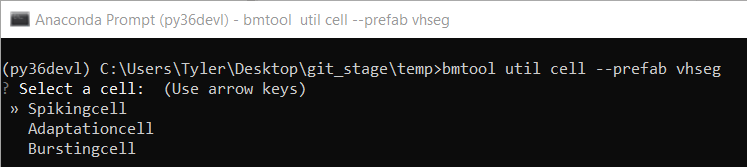 Anaconda Prompt (py36devl) - bmtool  util cell --prefab vhseg
(py36devl) C:\Users\Tyler\Desktop\git_stage\temp>bmtool util cell --prefab vhseg
? Select a cell:  (Use arrow keys)
» Spikingcell
Adaptationcell
Burstingcell